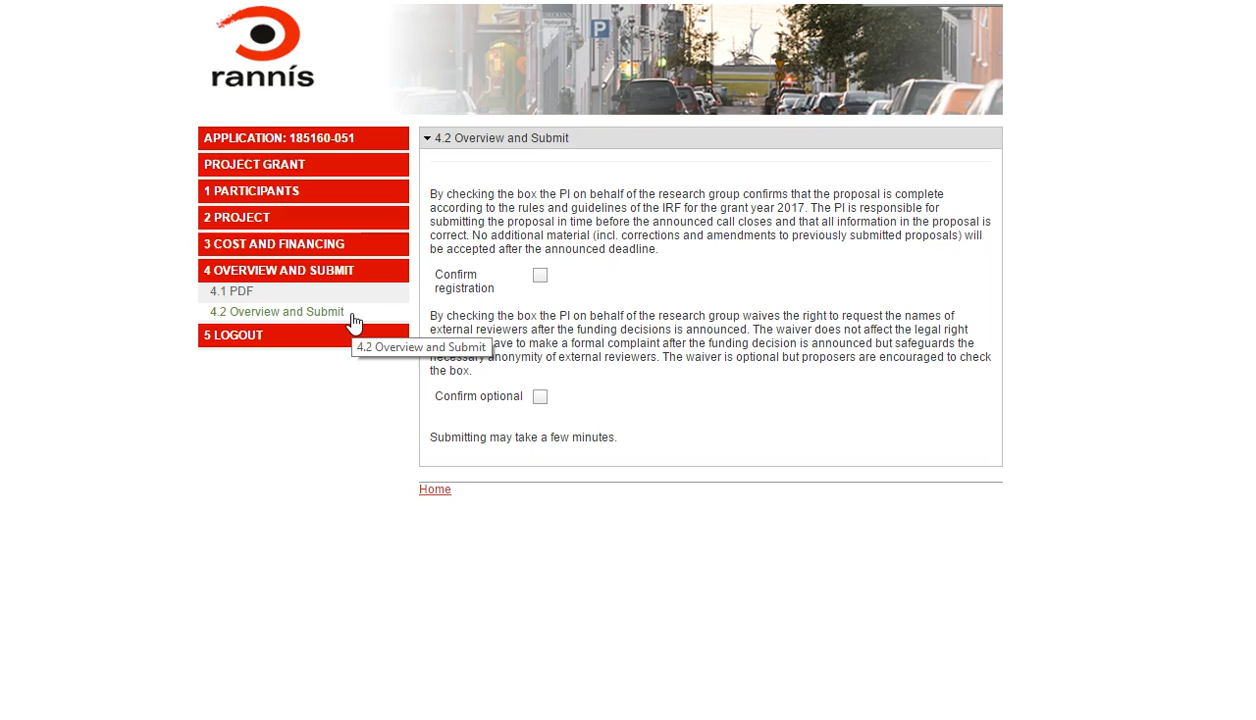 rannís
APPLICATION: 185160-051
PROJECT GRANT
1 PARTICIPANTS
2 PROJECT
3 COST AND FINANCING
4 OVERVIEW AND SUBMIT
4.1 PDF
4.2 Overview and Submit
5 LOGOUT
4.2 Overview and Submit
4.2 Overview and Submit
By checking the box the PI on behalf of the research group confirms that the proposal is complete
according to the rules and guidelines of the IRF for the grant year 2017. The PI is responsible for
submitting the proposal in time before the announced call closes and that all information in the proposal is
correct. No additional material (incl. corrections and amendments to previously submitted proposals) will
be accepted after the announced deadline.
Confirm
registration
By checking the box the PI on behalf of the research group waives the right to request the names of
external reviewers after the funding decisions is announced. The waiver does not affect the legal right
to make a formal complaint after the funding decision is announced but safeguards the
necessary anonymity of external reviewers. The waiver is optional but proposers are encouraged to check
the box.
Confirm optional
Submitting may take a few minutes.
Home